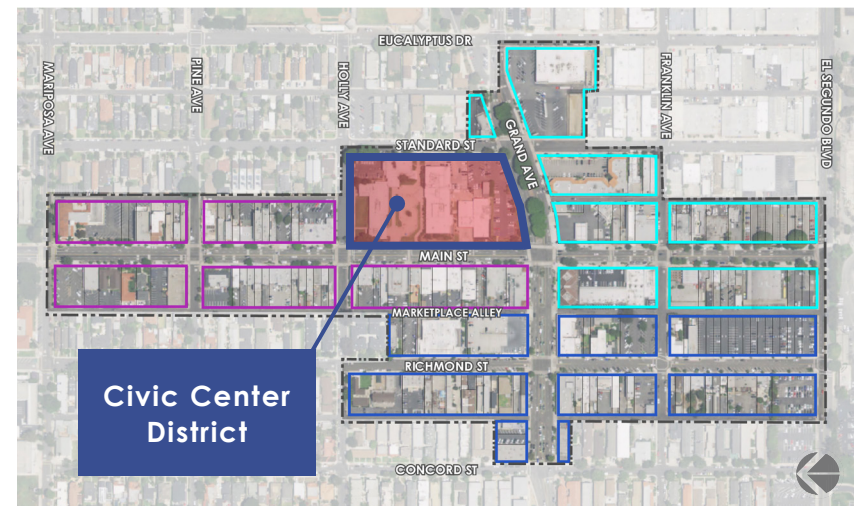 EUCALYPTUS DR
MARIPOSA AVE
PINE AVE
HOLLY AVE
FRANKLIN AVE
EL SEGUNDO BLVD
GRAND AVE
STANDARD ST
MAIN ST
MARKETPLACE ALLEY
RICHMOND ST
Civic Center
District
CONCORD ST